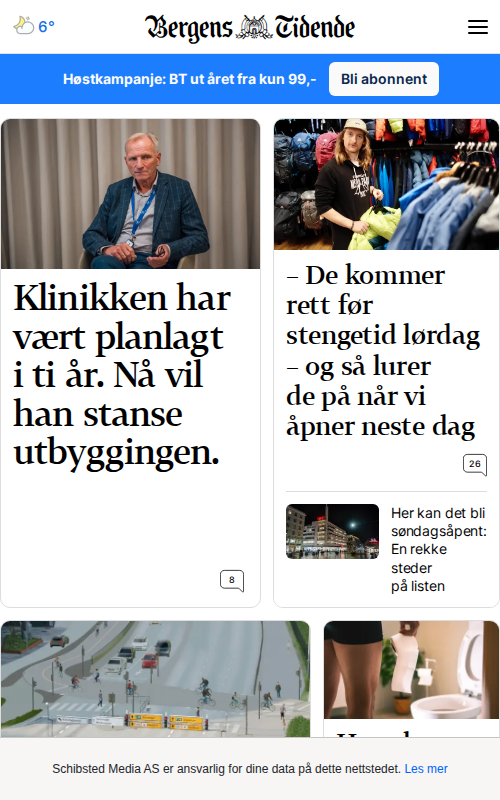 6°
Bergens Tidende
Høstkampanje: BT ut året fra kun 99,-
Bli abonnent
Klinikken har
vært planlagt
i ti år. Nå vil
han stanse
utbyggingen.
8
– De kommer
rett før
stengetid lørdag
– og så lurer
de på når vi
åpner neste dag
26
Her kan det bli
søndagsåpent:
En rekke
steder
på listen
Schibsted Media AS er ansvarlig for dine data på dette nettstedet. Les mer